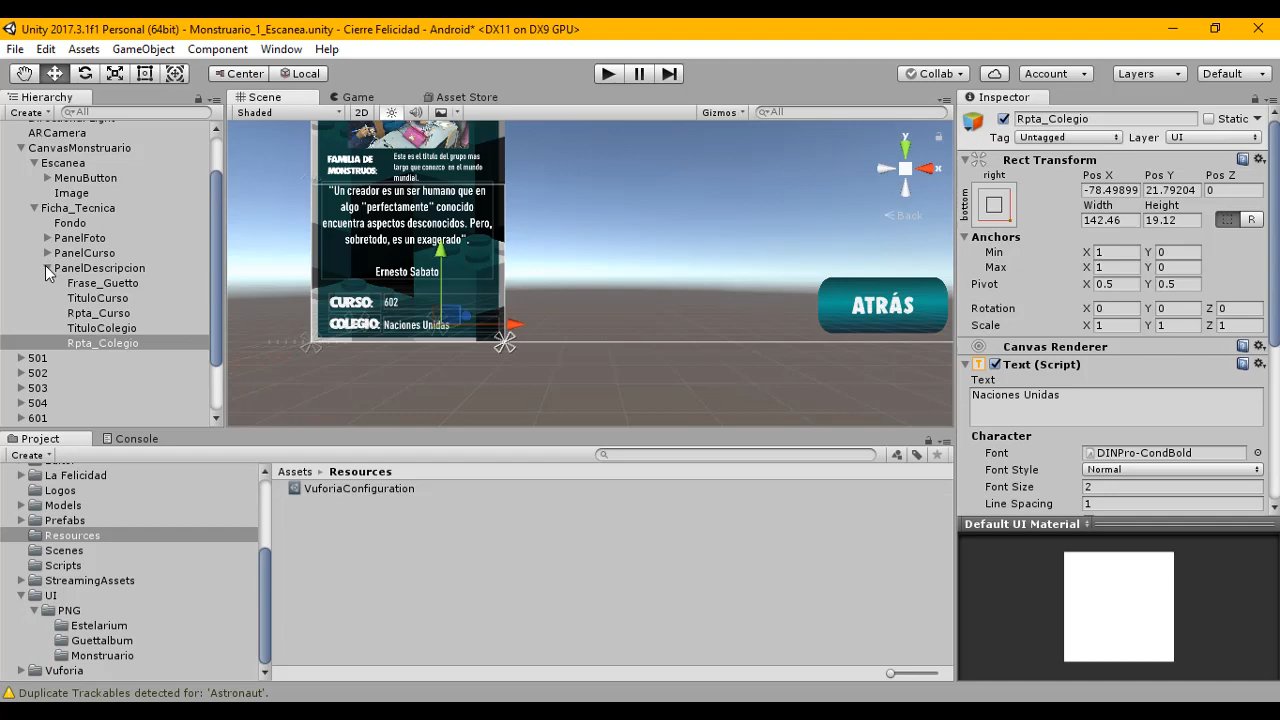 Unity 2017.3.1f1 Personal (64bit) - Monstruario_1_Escanea.unity - Cierre Felicidad - Android* <DX11 on DX9 GPU>
File Edit Assets GameObject Component Window Help
Center Local Collab Account Layers Default
Hierarchy
Create All
ARCamera
CanvasMonstruario
Escanea
MenuButton
Image
Ficha_Tecnica
Fondo
PanelFoto
PanelCurso
PanelDescripcion
Frase_Guetto
TituloCurso
Rpta_Curso
TituloColegio
Rpta_Colegio
501
502
503
504
601
Scene Game Asset Store
Shaded 2D Gizmos All
FAMILIA DE MONSTRUOS:
Este es el titulo del grupo mas
largo que conozco en el mundo
mundial.
"Un creador es un ser humano que en
algo "perfectamente" conocido
encuentra aspectos desconocidos. Pero,
sobretodo, es un exagerado".
Ernesto Sabato
CURSO: 602
COLEGIO: Naciones Unidas
ATRÁS
y
x
Back
Inspector
Rpta_Colegio Static
Tag Untagged Layer UI
Rect Transform
right
bottom
Pos X Pos Y Pos Z
-78.49899 21.79204 0
Width Height
142.46 19.12 R
Anchors
Min X 1 Y 0
Max X 1 Y 0
Pivot X 0.5 Y 0.5
Rotation X 0 Y 0 Z 0
Scale X 1 Y 1 Z 1
Canvas Renderer
Text (Script)
Text
Naciones Unidas
Character
Font DINPro-CondBold
Font Style Normal
Font Size 2
Line Spacing 1
Default UI Material
Project Console
Create
La Felicidad
Logos
Models
Prefabs
Resources
Scenes
Scripts
StreamingAssets
UI
PNG
Estelarium
Guettalbum
Monstruario
Vuforia
Assets Resources
VuforiaConfiguration
Duplicate Trackables detected for: 'Astronaut'.